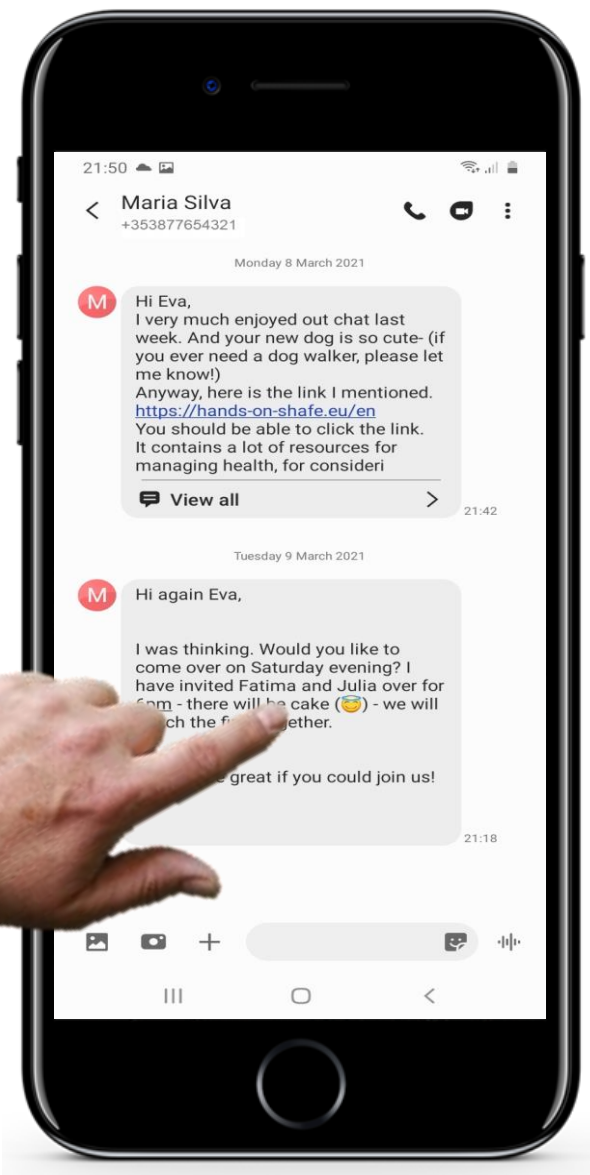 21:50
Maria Silva
+353877654321
Monday 8 March 2021
M
Hi Eva,
I very much enjoyed out chat last
week. And your new dog is so cute- (if
you ever need a dog walker, please let
me know!)
Anyway, here is the link I mentioned.
https://hands-on-shafe.eu/en
You should be able to click the link.
It contains a lot of resources for
managing health, for consideri
View all
21:42
Tuesday 9 March 2021
M
Hi again Eva,
I was thinking. Would you like to
come over on Saturday evening? I
have invited Fatima and Julia over for
6pm - there will be cake (😇) - we will
the
great if you could join us!
21:18